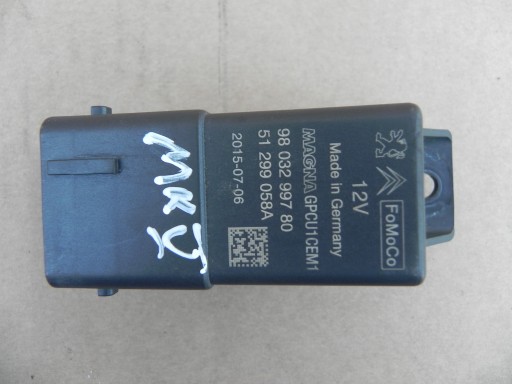 FoMoCo
12V
Made in Germany
MAGNA GPCU1CEM1
98 032 997 80
51 299 058A
2015-07-06